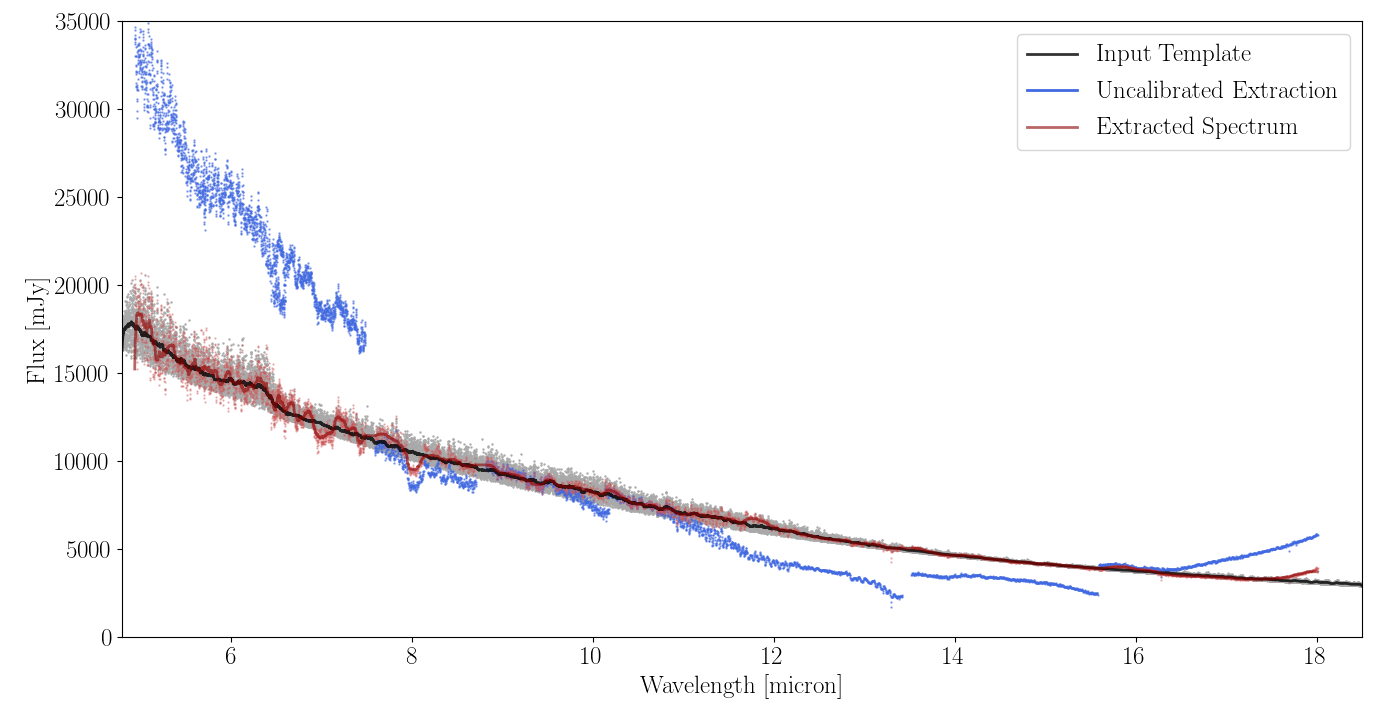 35000
30000
25000
20000
15000
10000
5000
0
Flux [mJy]
6 8 10 12 14 16 18
Wavelength [micron]
Input Template
Uncalibrated Extraction
Extracted Spectrum